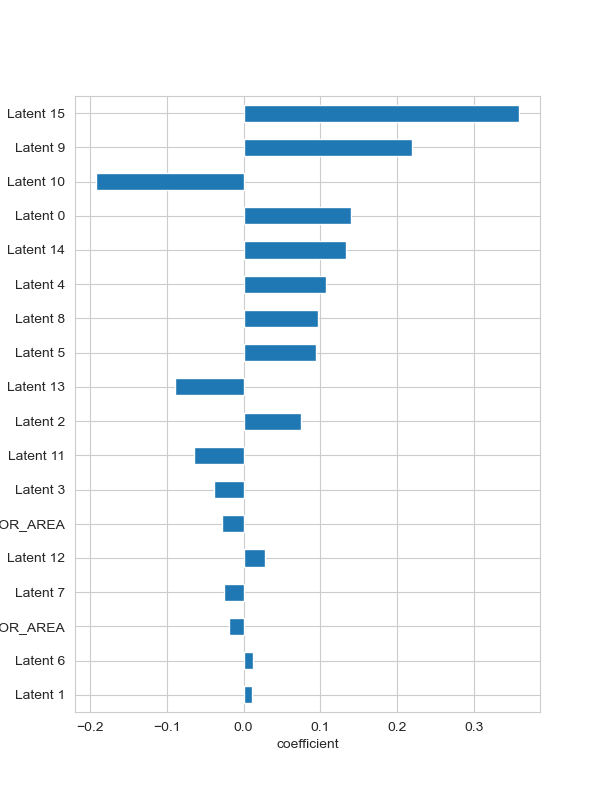 Latent 15
Latent 9
Latent 10
Latent 0
Latent 14
Latent 4
Latent 8
Latent 5
Latent 13
Latent 2
Latent 11
Latent 3
OR_AREA
Latent 12
Latent 7
OR_AREA
Latent 6
Latent 1
−0.2 −0.1 0.0 0.1 0.2 0.3
coefficient